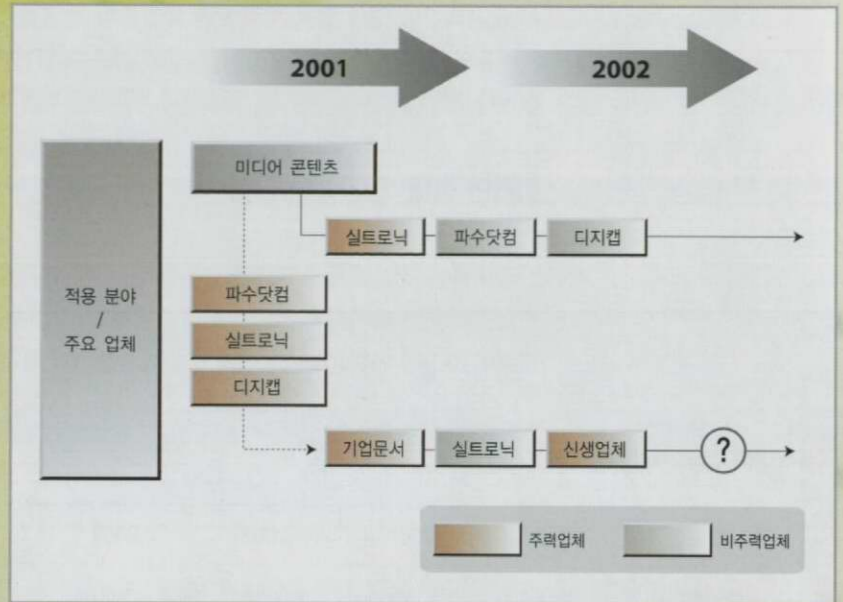 2001
2002
미디어 콘텐츠
실트로닉
파수닷컴
디지캡
적용 분야
/
주요 업체
파수닷컴
실트로닉
디지캡
기업문서
실트로닉
신생업체
?
주력업체
비주력업체